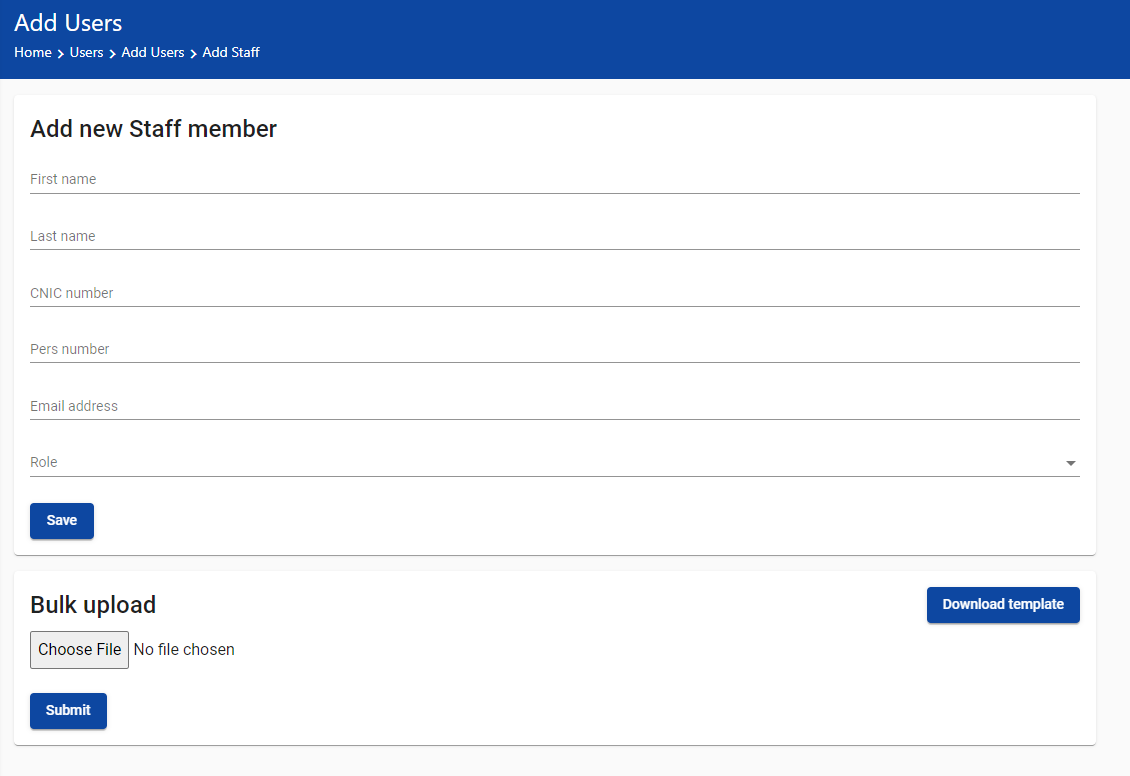 Add Users
Home > Users > Add Users > Add Staff
Add new Staff member
First name
Last name
CNIC number
Pers number
Email address
Role
Save
Bulk upload
Download template
Choose File No file chosen
Submit